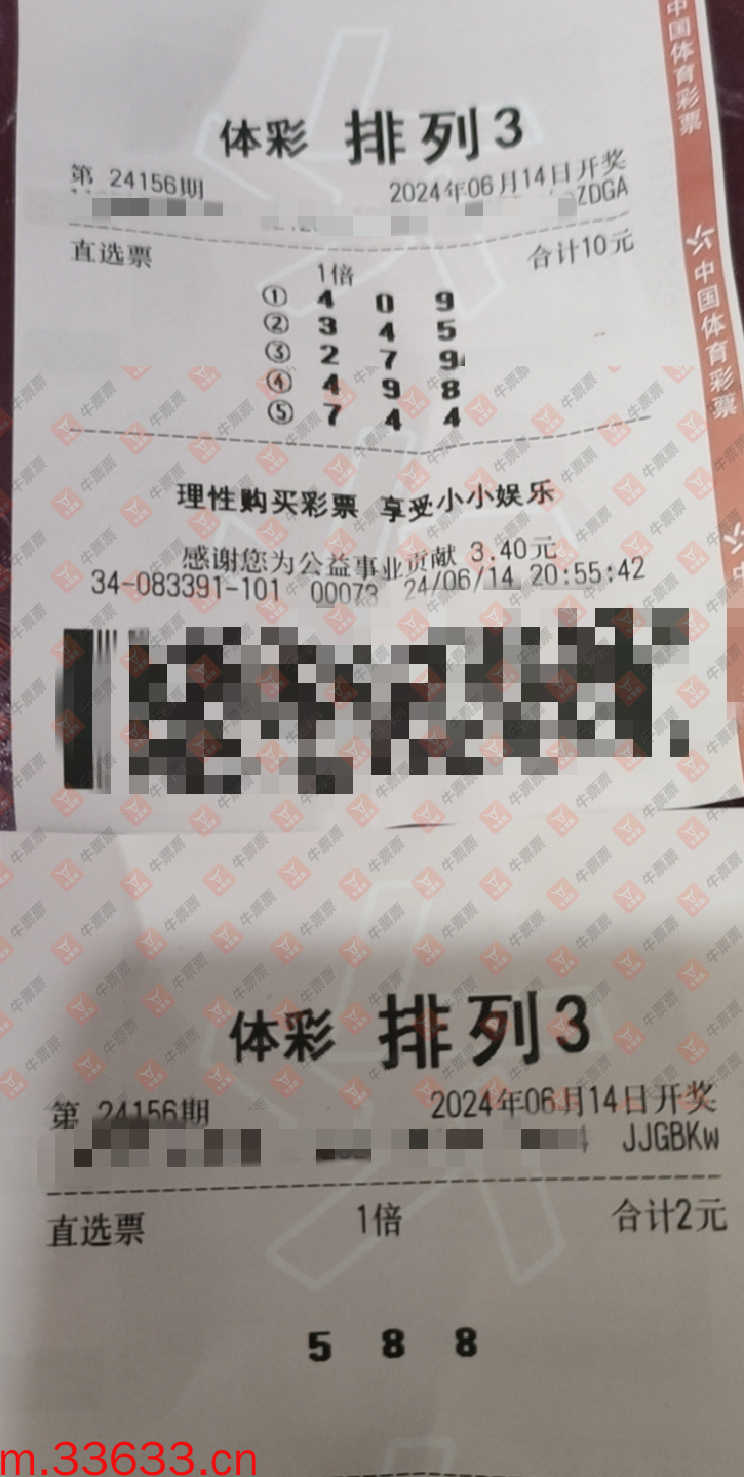 中国体育彩票
中国体育彩票
体彩 排列3
第 24156期 2024年06月14日开奖
ZDGA
直选票 合计10元
1倍
① 4 0 9
② 3 4 5
③ 2 7 9
④ 4 9 8
⑤ 7 4 4
理性购买彩票 享受小小娱乐
感谢您为公益事业贡献 3.40元
34-083391-101 00073 24/06/14 20:55:42
牛票票
体彩 排列3
第 24156期 2024年06月14日开奖
JJGBKw
直选票 1倍 合计2元
5 8 8
m.33633.cn